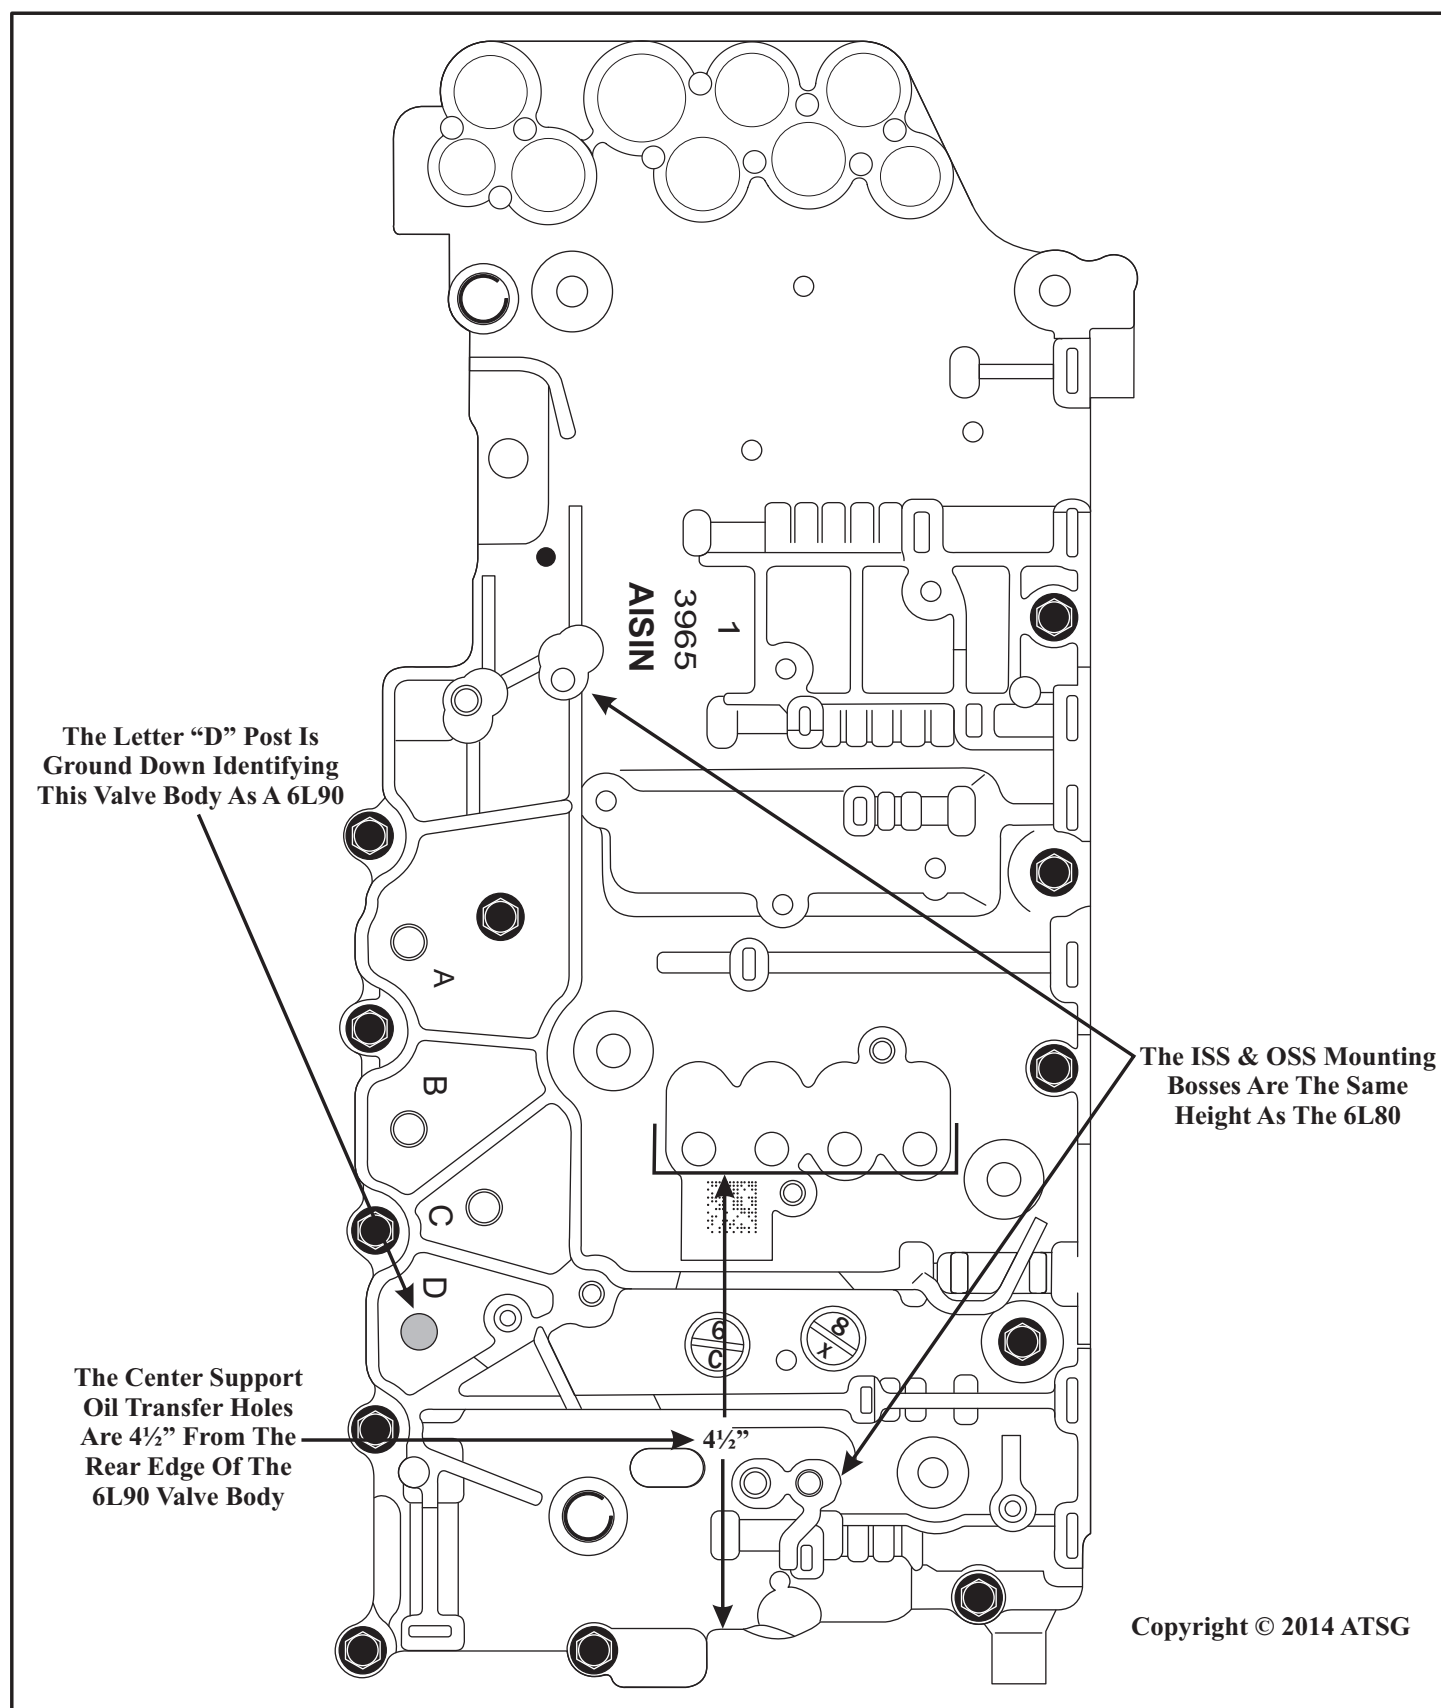 1
3965
AISIN
The Letter “D” Post Is
Ground Down Identifying
This Valve Body As A 6L90
A
B
C
D
The ISS & OSS Mounting
Bosses Are The Same
Height As The 6L80
6
C
8
x
The Center Support
Oil Transfer Holes
Are 4½” From The
Rear Edge Of The
6L90 Valve Body
4½”
Copyright © 2014 ATSG